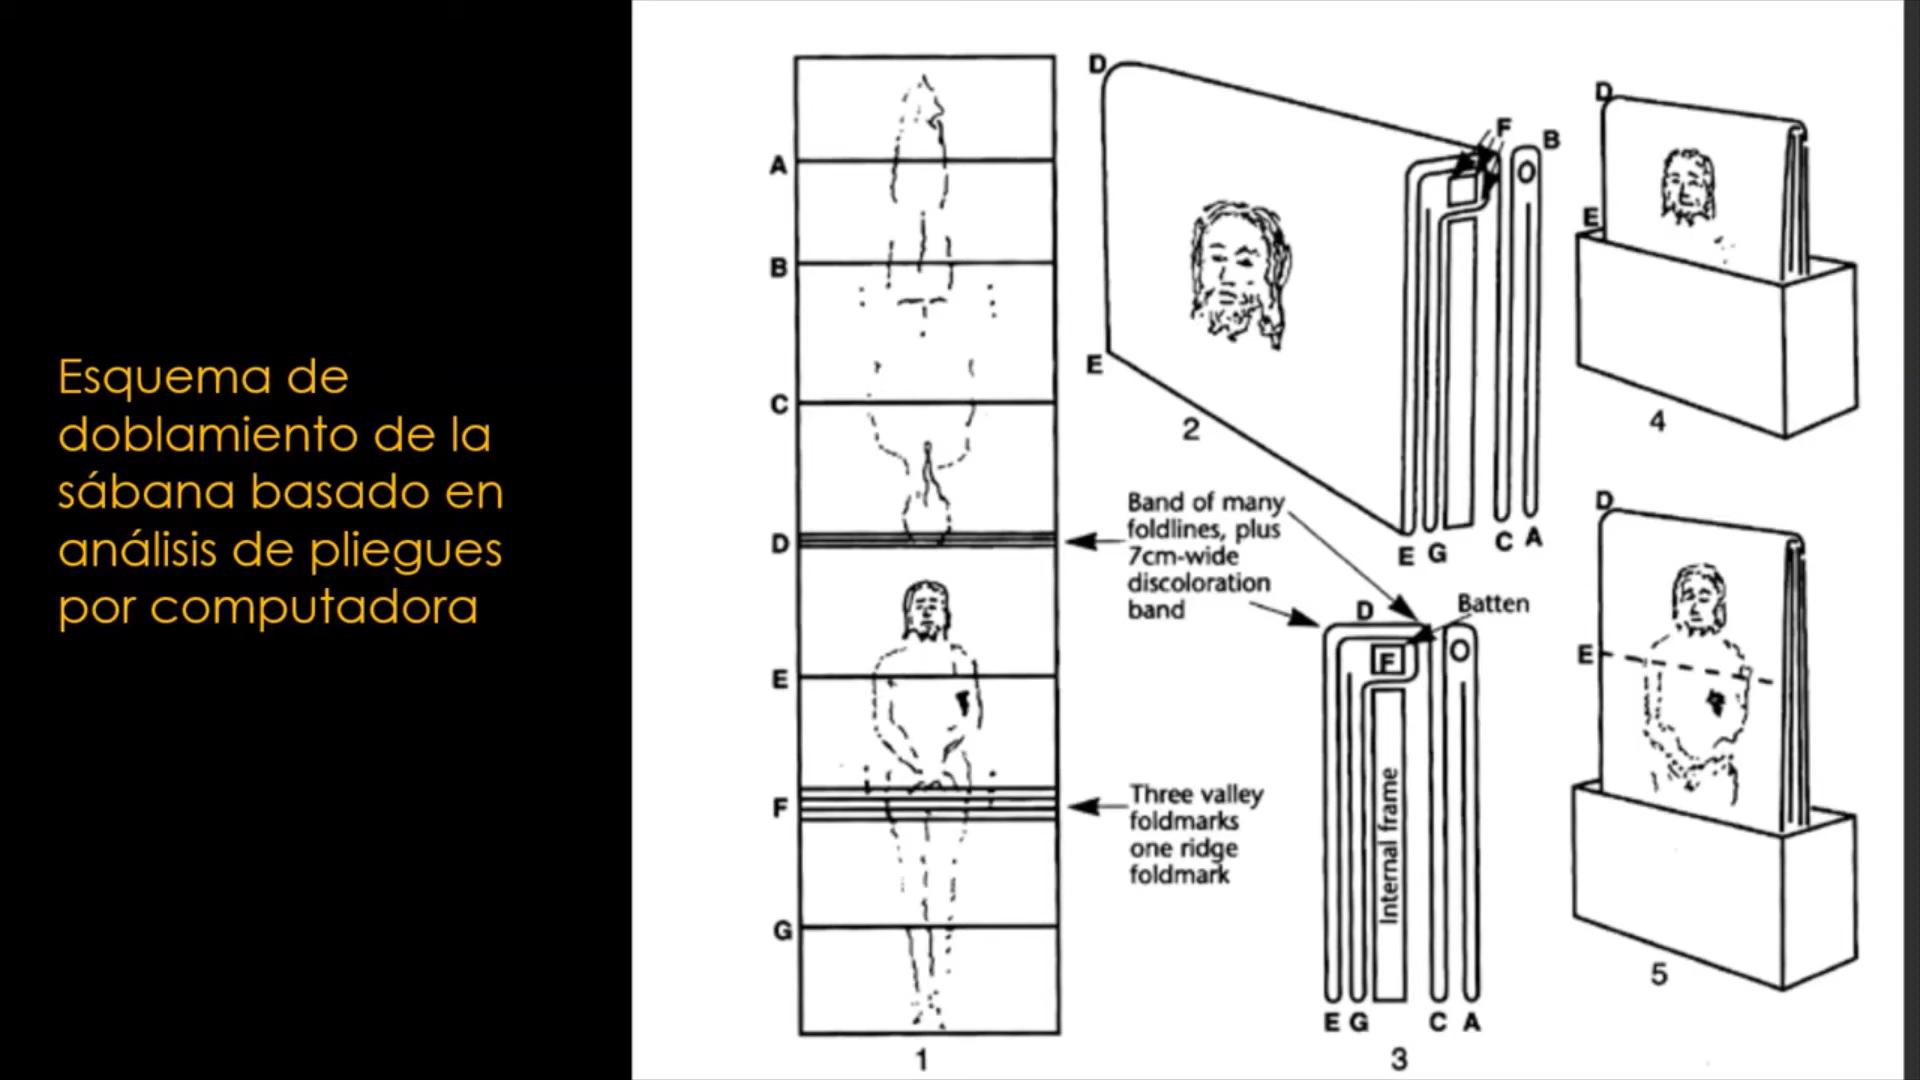 Esquema de
doblamiento de la
sábana basado en
análisis de pliegues
por computadora
A
B
C
D
E
F
G
1
D
E
F
B
E G C A
2
Band of many
foldlines, plus
7cm-wide
discoloration
band
Three valley
foldmarks
one ridge
foldmark
D
Batten
F
Internal frame
E G C A
3
D
E
4
D
E
5